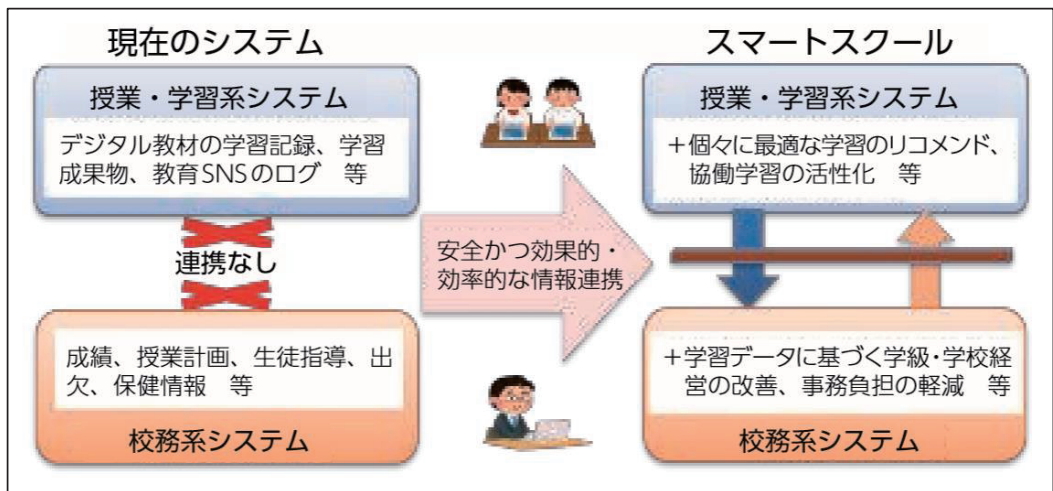 現在のシステム
授業・学習系システム
デジタル教材の学習記録、学習
成果物、教育SNSのログ　等
連携なし
成績、授業計画、生徒指導、出
欠、保健情報　等
校務系システム
安全かつ効果的・
効率的な情報連携
スマートスクール
授業・学習系システム
＋個々に最適な学習のリコメンド、
協働学習の活性化　等
＋学習データに基づく学級・学校経
営の改善、事務負担の軽減　等
校務系システム